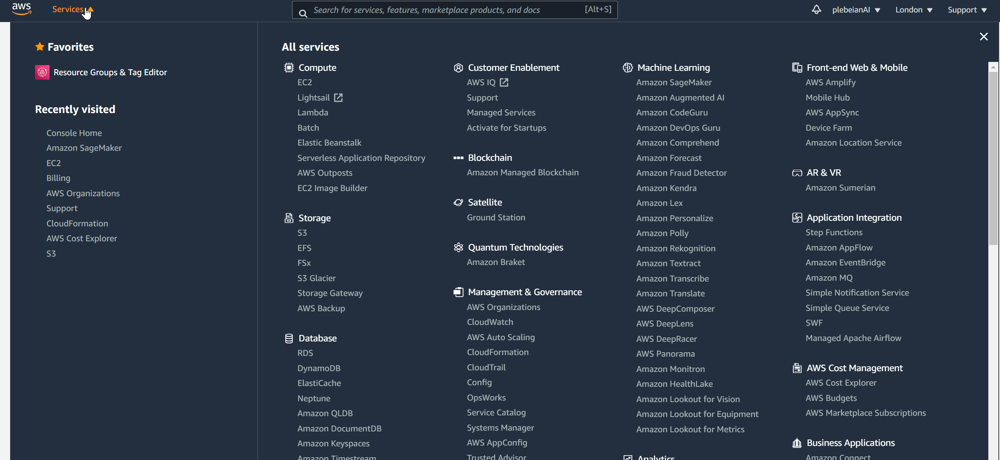 aws
Services
Search for services, features, marketplace products, and docs
[Alt+S]
plebeianAI
London
Support
Favorites
Resource Groups & Tag Editor
Recently visited
Console Home
Amazon SageMaker
EC2
Billing
AWS Organizations
Support
CloudFormation
AWS Cost Explorer
S3
All services
Compute
EC2
Lightsail
Lambda
Batch
Elastic Beanstalk
Serverless Application Repository
AWS Outposts
EC2 Image Builder
Storage
S3
EFS
FSx
S3 Glacier
Storage Gateway
AWS Backup
Database
RDS
DynamoDB
ElastiCache
Neptune
Amazon QLDB
Amazon DocumentDB
Amazon Keyspaces
Amazon Timestream
Customer Enablement
AWS IQ
Support
Managed Services
Activate for Startups
Blockchain
Amazon Managed Blockchain
Satellite
Ground Station
Quantum Technologies
Amazon Braket
Management & Governance
AWS Organizations
CloudWatch
AWS Auto Scaling
CloudFormation
CloudTrail
Config
OpsWorks
Service Catalog
Systems Manager
AWS AppConfig
Trusted Advisor
Machine Learning
Amazon SageMaker
Amazon Augmented AI
Amazon CodeGuru
Amazon DevOps Guru
Amazon Comprehend
Amazon Forecast
Amazon Fraud Detector
Amazon Kendra
Amazon Lex
Amazon Personalize
Amazon Polly
Amazon Rekognition
Amazon Textract
Amazon Transcribe
Amazon Translate
AWS DeepComposer
AWS DeepLens
AWS DeepRacer
AWS Panorama
Amazon Monitron
Amazon HealthLake
Amazon Lookout for Vision
Amazon Lookout for Equipment
Amazon Lookout for Metrics
Analytics
Front-end Web & Mobile
AWS Amplify
Mobile Hub
AWS AppSync
Device Farm
Amazon Location Service
AR & VR
Amazon Sumerian
Application Integration
Step Functions
Amazon AppFlow
Amazon EventBridge
Amazon MQ
Simple Notification Service
Simple Queue Service
SWF
Managed Apache Airflow
AWS Cost Management
AWS Cost Explorer
AWS Budgets
AWS Marketplace Subscriptions
Business Applications
Amazon Connect